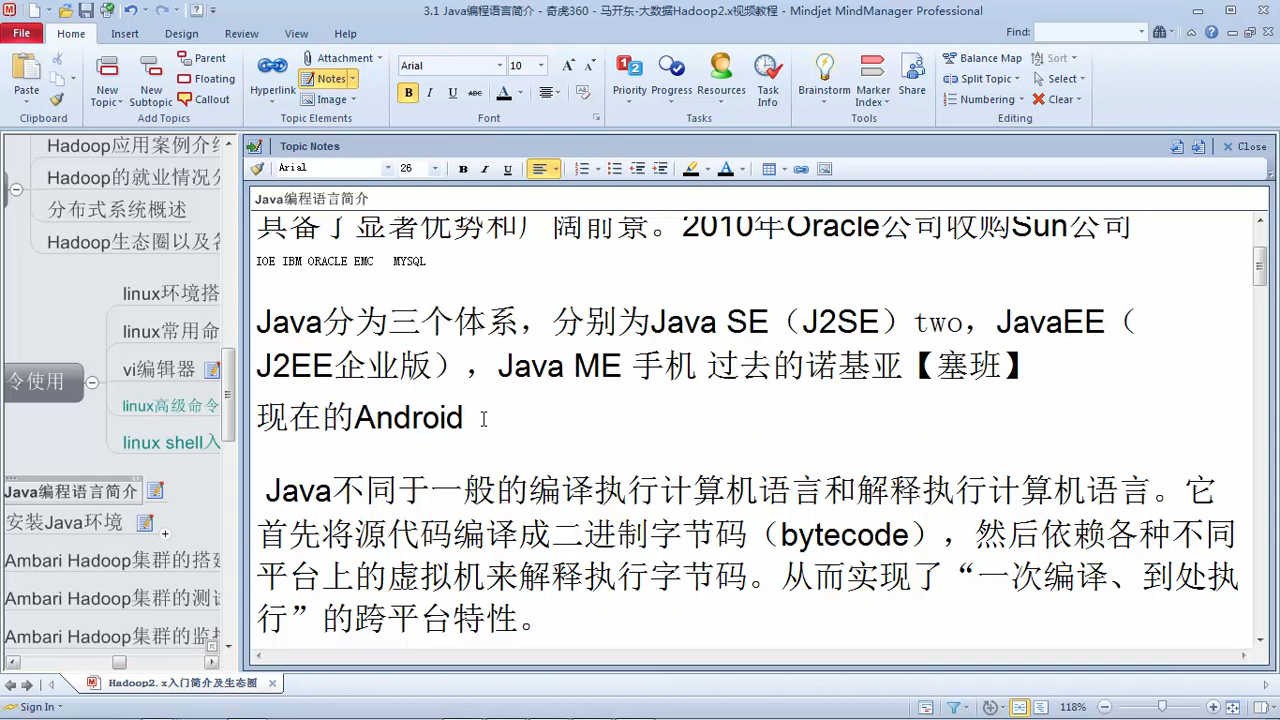 3.1 Java编程语言简介 - 奇虎360 - 马开东-大数据Hadoop2.x视频教程 - Mindjet MindManager Professional
File Home Insert Design Review View Help Find:
Paste
Clipboard
New Topic
New Subtopic
Parent
Floating
Callout
Add Topics
Hyperlink
Attachment
Notes
Image
Topic Elements
Arial 10
B I U ABC A
Font
Priority
Progress
Resources
Task Info
Tasks
Brainstorm
Marker Index
Share
Tools
Balance Map
Sort
Split Topic
Select
Numbering
Clear
Editing
Hadoop应用案例介绍
Hadoop的就业情况分
分布式系统概述
Hadoop生态圈以及各
linux环境搭
linux常用命
vi编辑器
令使用
linux高级命令
linux shell入
Java编程语言简介
安装Java环境
Ambari Hadoop集群的搭建
Ambari Hadoop集群的测试
Ambari Hadoop集群的监控
Topic Notes Close
Arial 26 B I U A
Java编程语言简介
具备了显著优势和广阔前景。2010年Oracle公司收购Sun公司
IOE IBM ORACLE EMC MYSQL
Java分为三个体系，分别为Java SE（J2SE）two，JavaEE（
J2EE企业版），Java ME 手机 过去的诺基亚【塞班】
现在的Android
Java不同于一般的编译执行计算机语言和解释执行计算机语言。它
首先将源代码编译成二进制字节码（bytecode），然后依赖各种不同
平台上的虚拟机来解释执行字节码。从而实现了“一次编译、到处执
行”的跨平台特性。
Hadoop2.x入门简介及生态圈
Sign In 118%